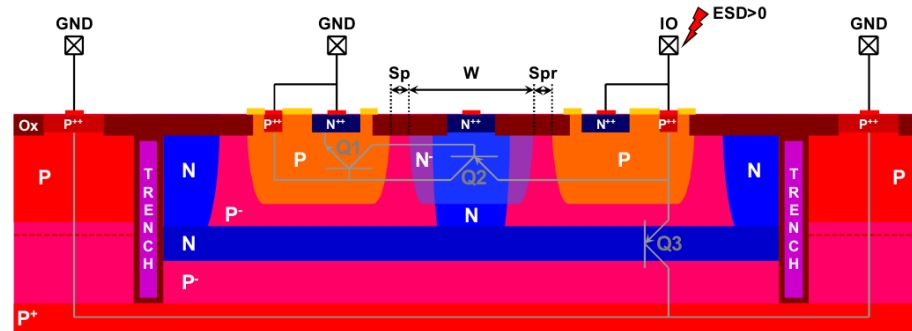 ESD>0
GND
GND
IO
GND
Sp
W
Spr
Ox
P++
P++
N++
N++
N++
P++
P++
P
TRENCH
N
P
Q1
N-
Q2
P
N
TRENCH
P
P-
N
N
Q3
P-
P+